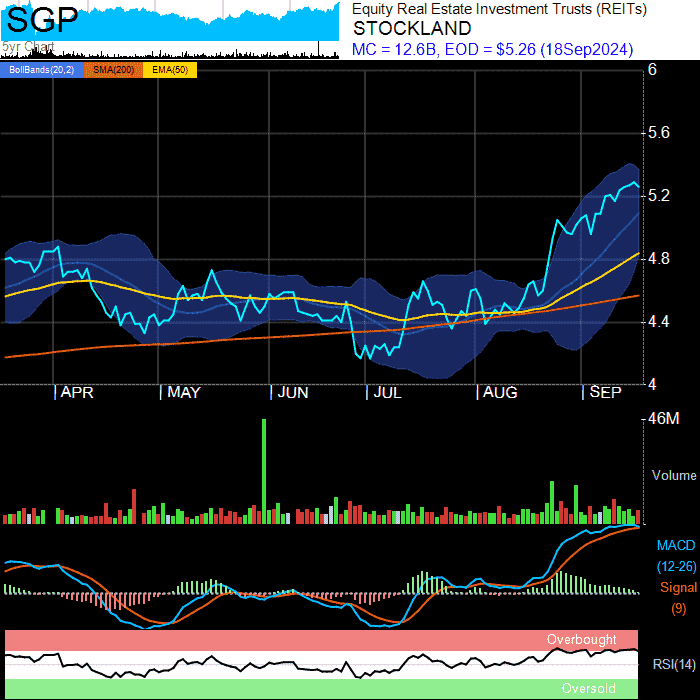 SGP
5yr Chart
Equity Real Estate Investment Trusts (REITs)
STOCKLAND
MC = 12.6B, EOD = $5.26 (18Sep2024)
BollBands(20,2) SMA(200) EMA(50)
6
5.6
5.2
4.8
4.4
4
APR MAY JUN JUL AUG SEP
46M
Volume
MACD
(12-26)
Signal
(9)
Overbought
RSI(14)
Oversold